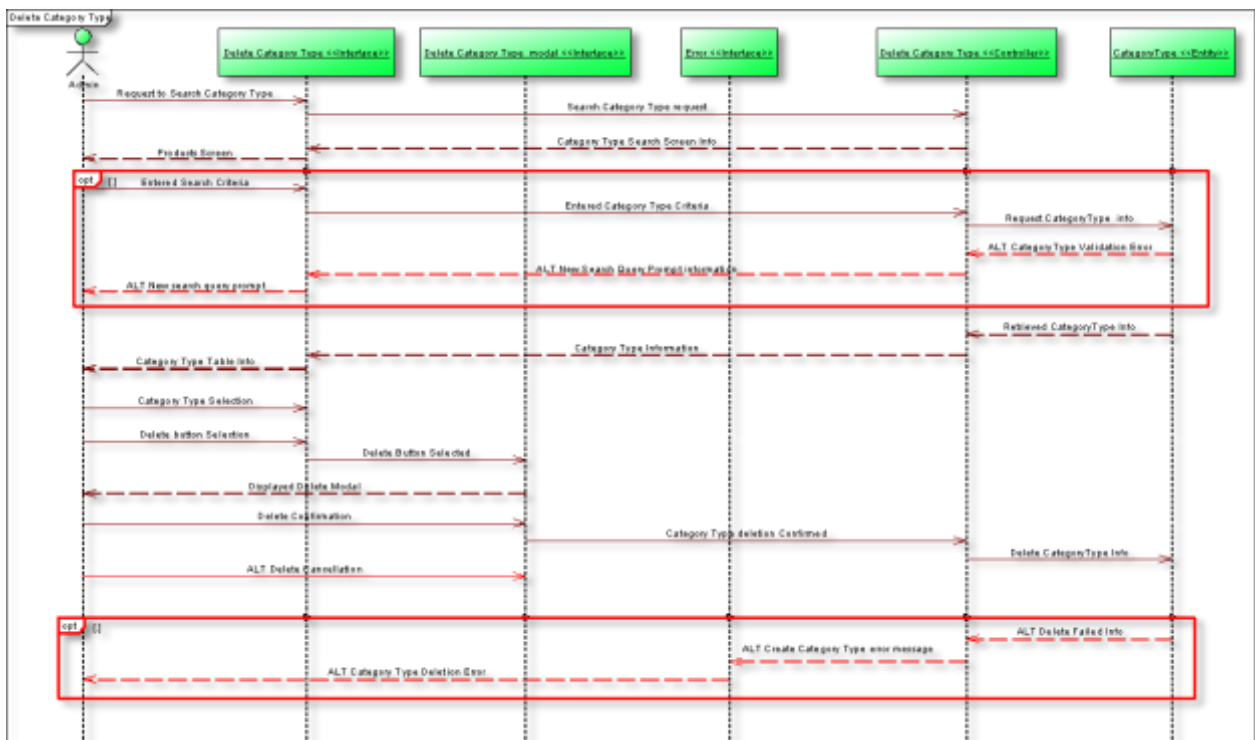 Delete Category Type
Delete Category Type <<Interface>>
Delete Category Type modal <<Interface>>
Error <<Interface>>
Delete Category Type <<Controller>>
CategoryType <<Entity>>
Admin
Request to Search Category Type
Search Category Type request
Category Type Search Screen Info
Products Screen
opt
[]
Entered Search Criteria
Entered Category Type Criteria
Request CategoryType info
ALT CategoryType Validation Error
ALT New Search Query Prompt information
ALT New search query prompt
Retrieved CategoryType Info
Category Type Information
Category Type Table Info
Category Type Selection
Delete button Selection
Delete Button Selected
Displayed Delete Modal
Delete Confirmation
Category Type deletion Confirmed
Delete CategoryType Info
ALT Delete Cancellation
opt
[]
ALT Delete Failed Info
ALT Create Category Type error message
ALT Category Type Deletion Error